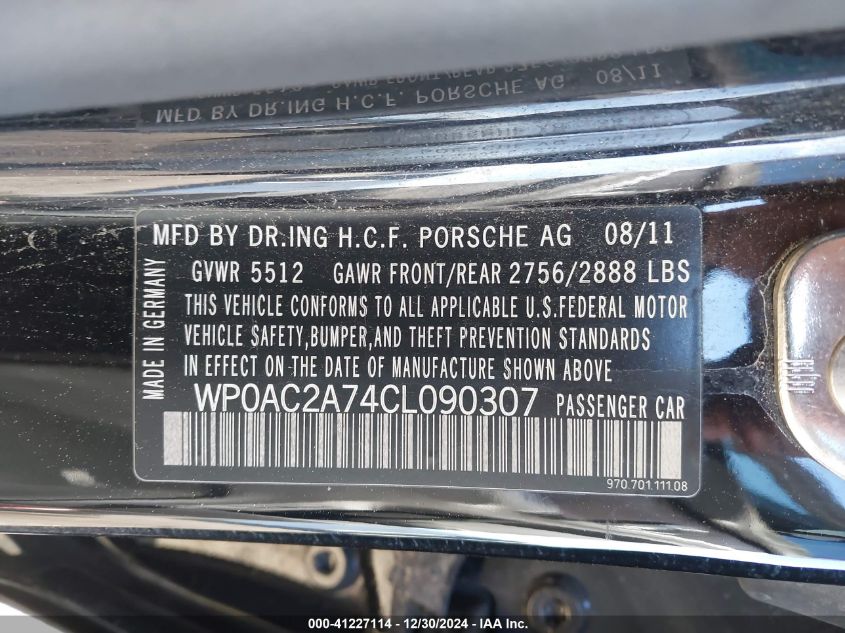 MFD BY DR.ING H.C.F. PORSCHE AG 08/11
MFD BY DR.ING H.C.F. PORSCHE AG 08/11
GVWR 5512 GAWR FRONT/REAR 2756/2888 LBS
THIS VEHICLE CONFORMS TO ALL APPLICABLE U.S.FEDERAL MOTOR
VEHICLE SAFETY,BUMPER,AND THEFT PREVENTION STANDARDS
IN EFFECT ON THE DATE OF MANUFACTURE SHOWN ABOVE
WP0AC2A74CL090307 PASSENGER CAR
970.701.111.08
MADE IN GERMANY
000-41227114 - 12/30/2024 - IAA Inc.